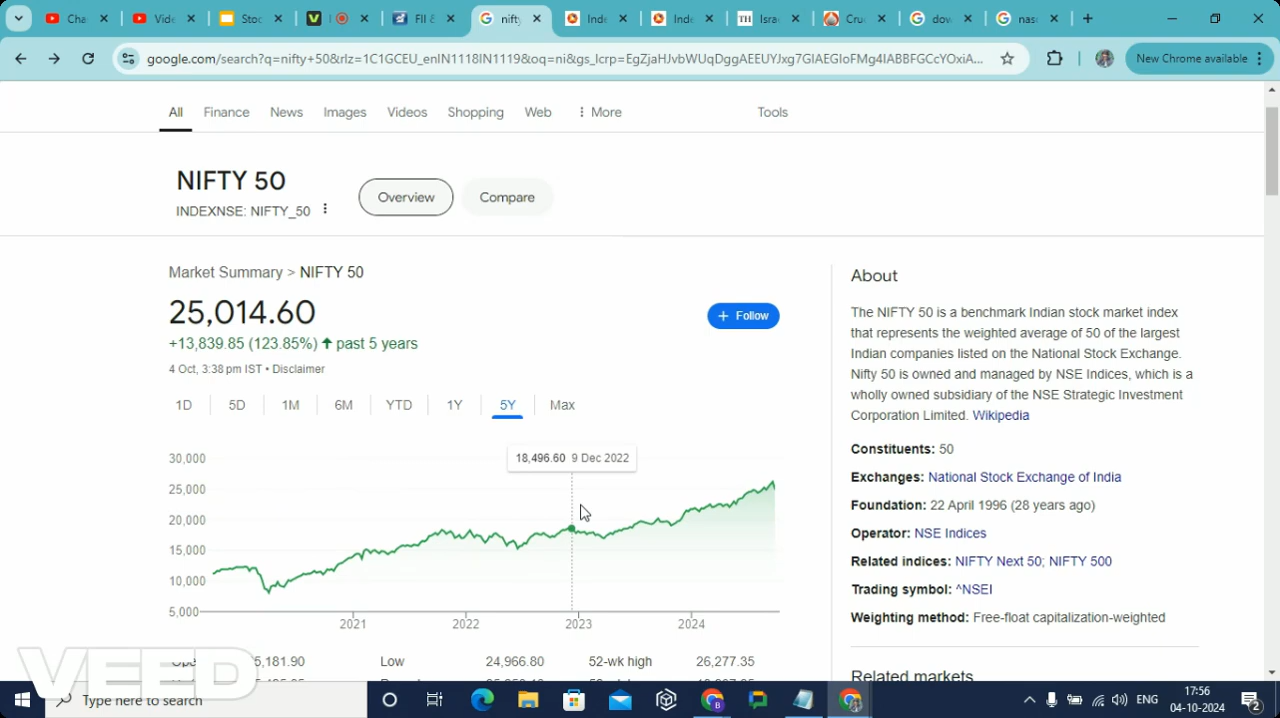 Cha
Vide
Stoc
V
FII &
nifty
Inde
Inde
TH Isra
Cru
dov
nasd
google.com/search?q=nifty+50&rlz=1C1GCEU_enIN1118IN1119&oq=ni&gs_lcrp=EgZjaHJvbWUqDggAEEUYJxg7GIAEGIoFMg4IABBFGCcYOxiA...
New Chrome available
All
Finance
News
Images
Videos
Shopping
Web
More
Tools
NIFTY 50
INDEXNSE: NIFTY_50
Overview
Compare
Market Summary > NIFTY 50
25,014.60
+13,839.85 (123.85%) past 5 years
4 Oct, 3:38 pm IST • Disclaimer
+ Follow
1D
5D
1M
6M
YTD
1Y
5Y
Max
18,496.60 9 Dec 2022
30,000
25,000
20,000
15,000
10,000
5,000
2021
2022
2023
2024
5,181.90
Low
24,966.80
52-wk high
26,277.35
About
The NIFTY 50 is a benchmark Indian stock market index
that represents the weighted average of 50 of the largest
Indian companies listed on the National Stock Exchange.
Nifty 50 is owned and managed by NSE Indices, which is a
wholly owned subsidiary of the NSE Strategic Investment
Corporation Limited. Wikipedia
Constituents: 50
Exchanges: National Stock Exchange of India
Foundation: 22 April 1996 (28 years ago)
Operator: NSE Indices
Related indices: NIFTY Next 50; NIFTY 500
Trading symbol: ^NSEI
Weighting method: Free-float capitalization-weighted
Related markets
VEED
Type here to search
ENG
17:56
04-10-2024
2